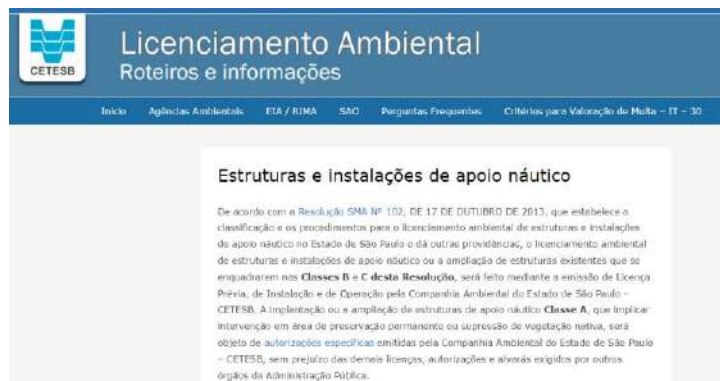 CETESB
Licenciamento Ambiental
Roteiros e informações
Início Agências Ambientais EIA / RIMA SAO Perguntas Frequentes Critérios para Valoração de Multa – IT – 30
Estruturas e instalações de apoio náutico
De acordo com a Resolução SMA Nº 102, DE 17 DE OUTUBRO DE 2013, que estabelece a
classificação e os procedimentos para o licenciamento ambiental de estruturas e instalações
de apoio náutico no Estado de São Paulo e dá outras providências, o licenciamento ambiental
de estruturas e instalações de apoio náutico ou a ampliação de estruturas existentes que se
enquadrarem nas Classes B e C desta Resolução, será feito mediante a emissão de Licença
Prévia, de Instalação e de Operação pela Companhia Ambiental do Estado de São Paulo –
CETESB. A implantação ou a ampliação de estruturas de apoio náutico Classe A, que implicar
intervenção em área de preservação permanente ou supressão de vegetação nativa, será
objeto de autorizações específicas emitidas pela Companhia Ambiental do Estado de São Paulo
– CETESB, sem prejuízo das demais licenças, autorizações e alvarás exigidos por outros
órgãos da Administração Pública.